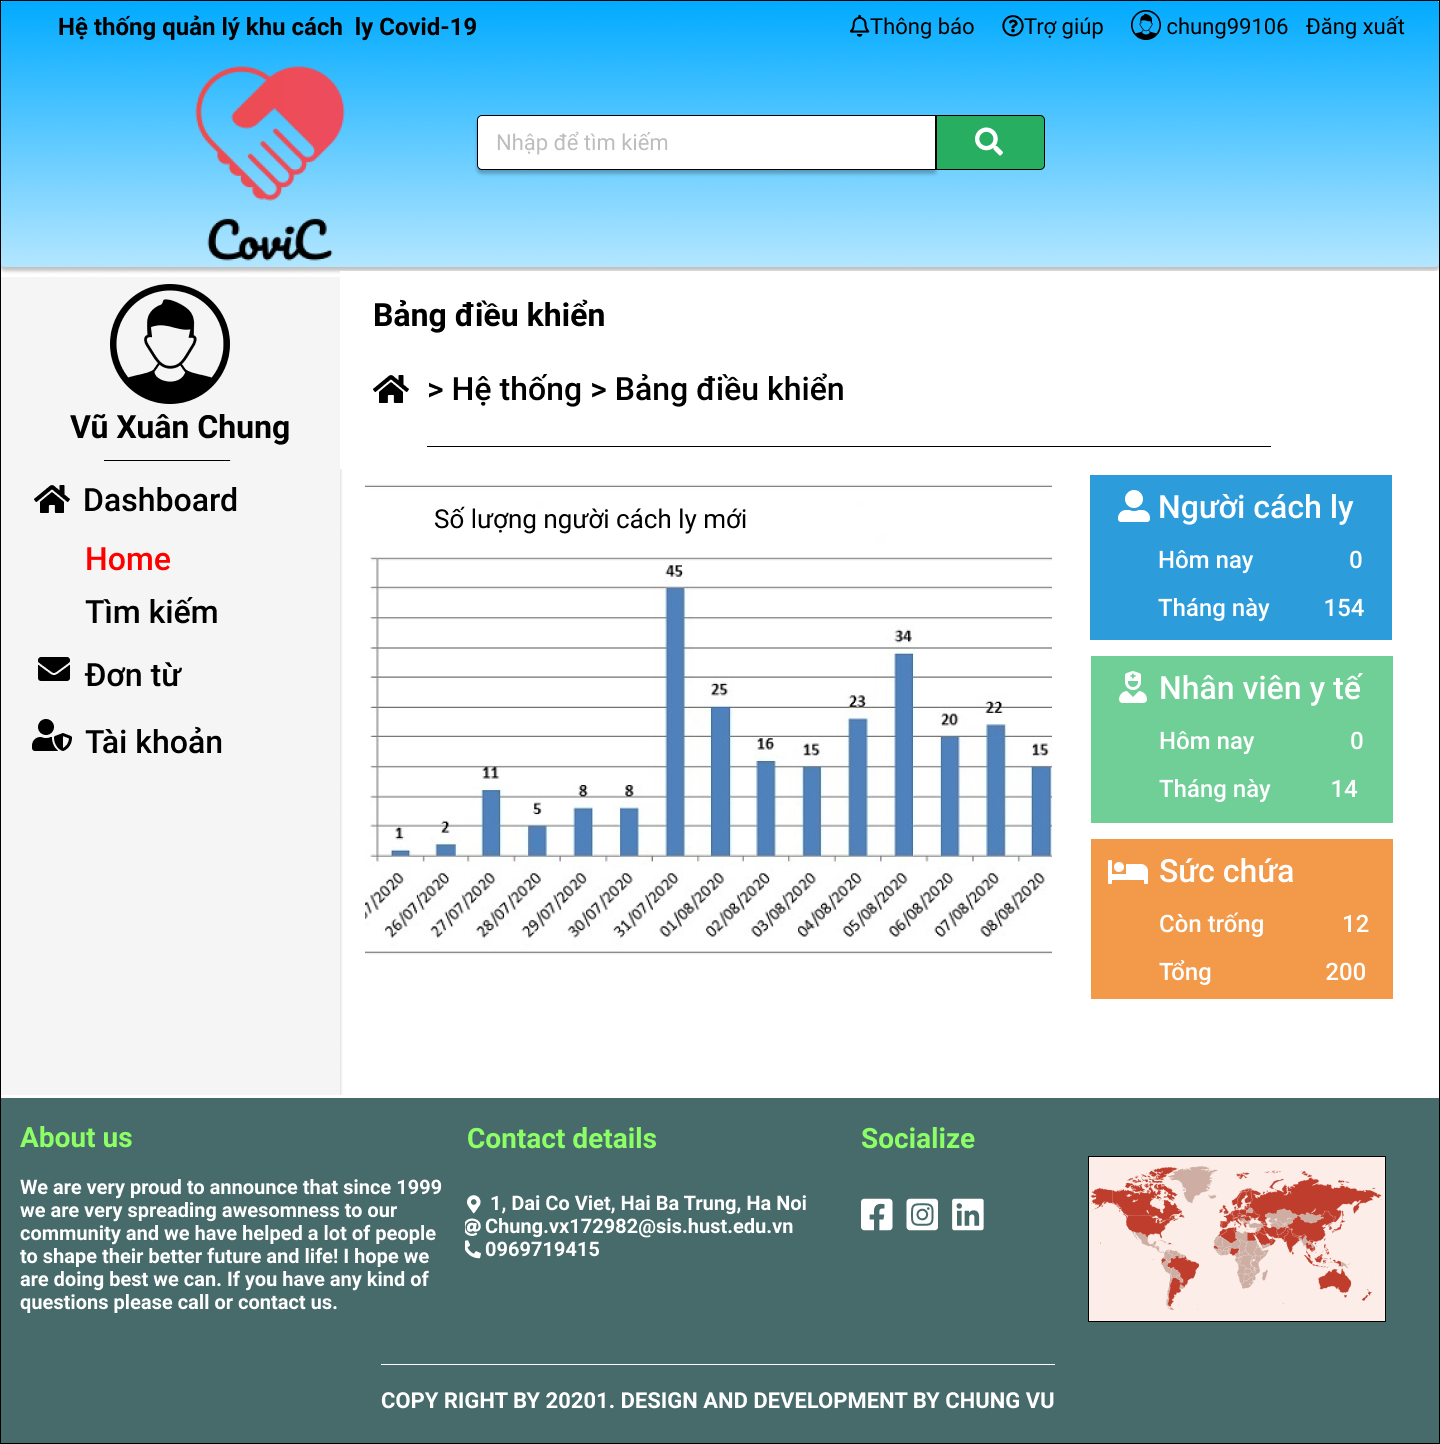 Hệ thống quản lý khu cách ly Covid-19
Thông báo
Trợ giúp
chung99106
Đăng xuất
Nhập để tìm kiếm
CoviC
Vũ Xuân Chung
Dashboard
Home
Tìm kiếm
Đơn từ
Tài khoản
Bảng điều khiển
> Hệ thống > Bảng điều khiển
Số lượng người cách ly mới
1
2
11
5
8
8
45
25
16
15
23
34
20
22
15
7/2020
26/07/2020
27/07/2020
28/07/2020
29/07/2020
30/07/2020
31/07/2020
01/08/2020
02/08/2020
03/08/2020
04/08/2020
05/08/2020
06/08/2020
07/08/2020
08/08/2020
Người cách ly
Hôm nay 0
Tháng này 154
Nhân viên y tế
Hôm nay 0
Tháng này 14
Sức chứa
Còn trống 12
Tổng 200
About us
We are very proud to announce that since 1999
we are very spreading awesomness to our
community and we have helped a lot of people
to shape their better future and life! I hope we
are doing best we can. If you have any kind of
questions please call or contact us.
Contact details
1, Dai Co Viet, Hai Ba Trung, Ha Noi
Chung.vx172982@sis.hust.edu.vn
0969719415
Socialize
COPY RIGHT BY 20201. DESIGN AND DEVELOPMENT BY CHUNG VU